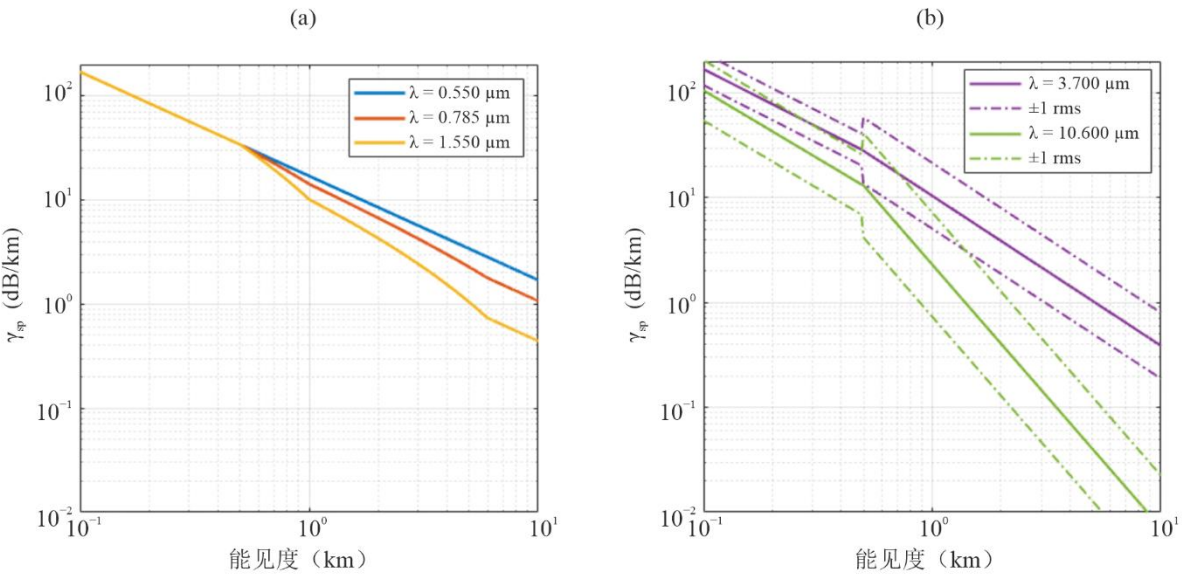 (a)
γsp (dB/km)
10²
10¹
10⁰
10⁻¹
10⁻²
λ = 0.550 µm
λ = 0.785 µm
λ = 1.550 µm
10⁻¹
10⁰
10¹
能见度（km）
(b)
γsp (dB/km)
10²
10¹
10⁰
10⁻¹
10⁻²
λ = 3.700 µm
±1 rms
λ = 10.600 µm
±1 rms
10⁻¹
10⁰
10¹
能见度（km）